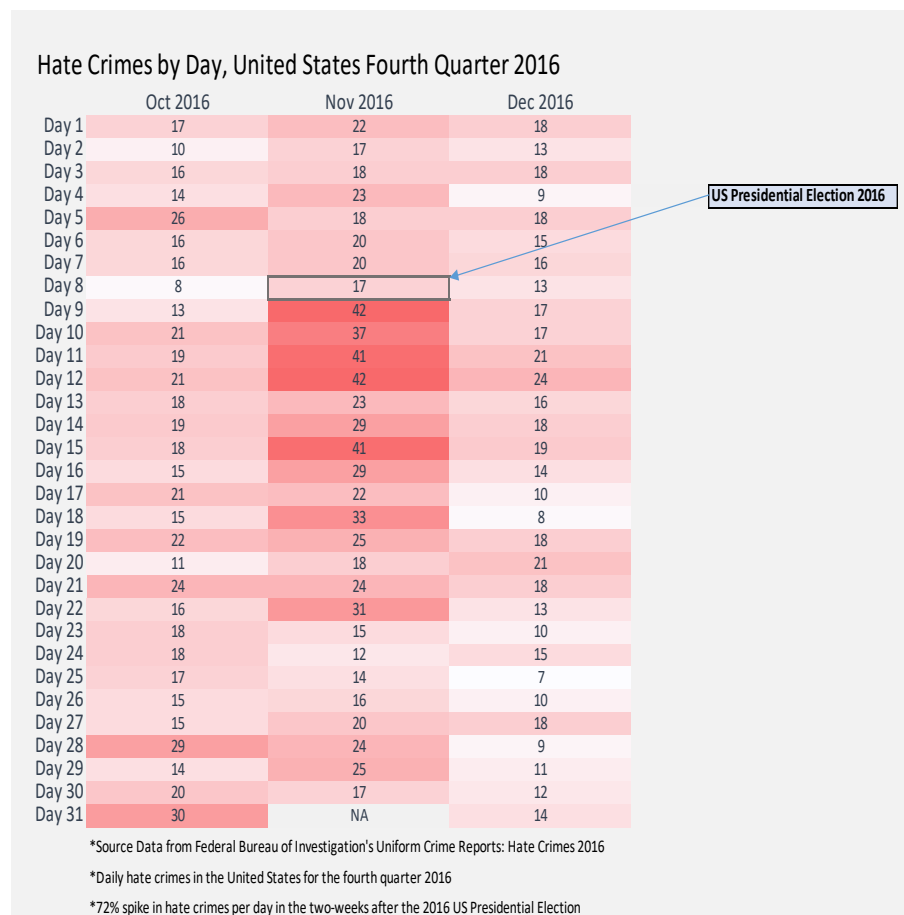 Hate Crimes by Day, United States Fourth Quarter 2016
Oct 2016 Nov 2016 Dec 2016
Day 1 17 22 18
Day 2 10 17 13
Day 3 16 18 18
Day 4 14 23 9
US Presidential Election 2016
Day 5 26 18 18
Day 6 16 20 15
Day 7 16 20 16
Day 8 8 17 13
Day 9 13 42 17
Day 10 21 37 17
Day 11 19 41 21
Day 12 21 42 24
Day 13 18 23 16
Day 14 19 29 18
Day 15 18 41 19
Day 16 15 29 14
Day 17 21 22 10
Day 18 15 33 8
Day 19 22 25 18
Day 20 11 18 21
Day 21 24 24 18
Day 22 16 31 13
Day 23 18 15 10
Day 24 18 12 15
Day 25 17 14 7
Day 26 15 16 10
Day 27 15 20 18
Day 28 29 24 9
Day 29 14 25 11
Day 30 20 17 12
Day 31 30 NA 14
*Source Data from Federal Bureau of Investigation's Uniform Crime Reports: Hate Crimes 2016
*Daily hate crimes in the United States for the fourth quarter 2016
*72% spike in hate crimes per day in the two-weeks after the 2016 US Presidential Election